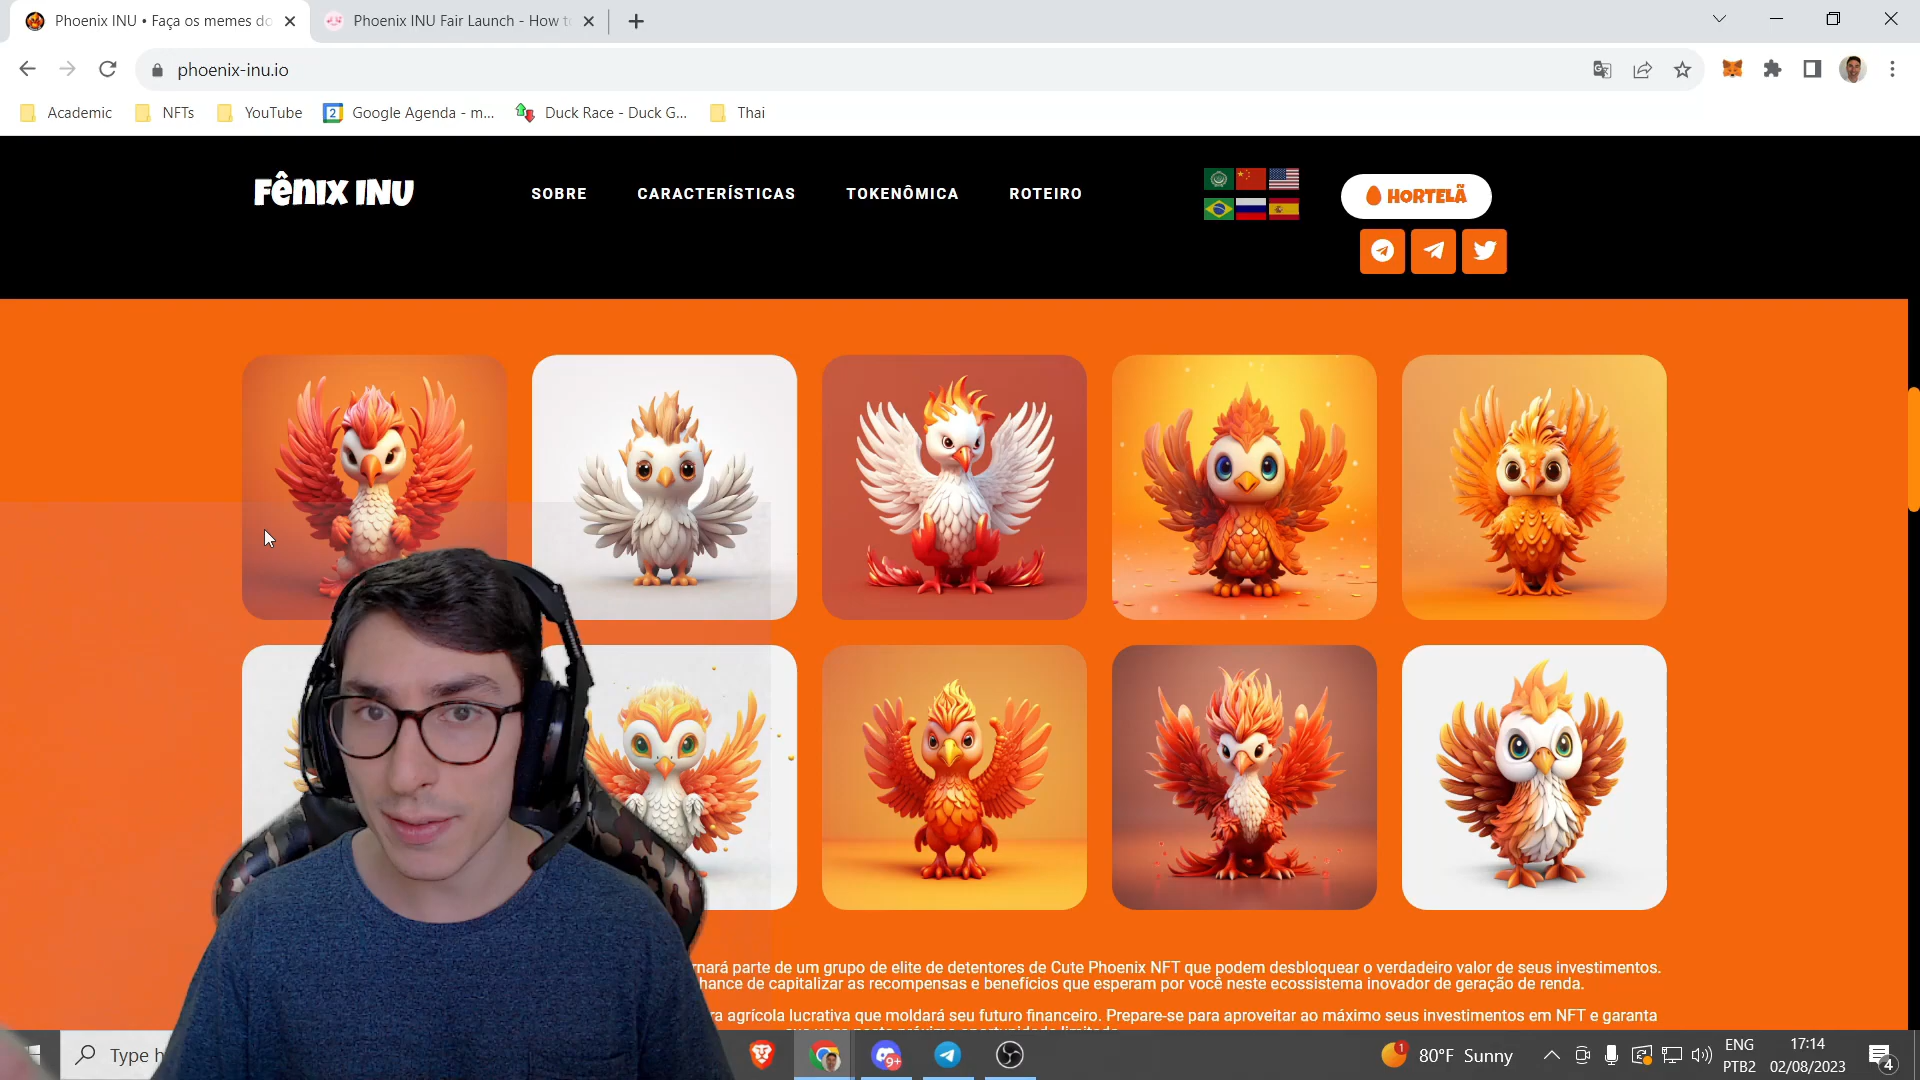 Phoenix INU • Faça os memes do
Phoenix INU Fair Launch - How t
phoenix-inu.io
Academic
NFTs
YouTube
2
Google Agenda - m...
Duck Race - Duck G...
Thai
Fênix INU
SOBRE
CARACTERÍSTICAS
TOKENÔMICA
ROTEIRO
HORTELÃ
parte de um grupo de elite de detentores de Cute Phoenix NFT que podem desbloquear o verdadeiro valor de seus investimentos.
de capitalizar as recompensas e benefícios que esperam por você neste ecossistema inovador de geração de renda.
agrícola lucrativa que moldará seu futuro financeiro. Prepare-se para aproveitar ao máximo seus investimentos em NFT e garanta
Type
9+
1
80°F Sunny
ENG
PTB2
17:14
02/08/2023
4